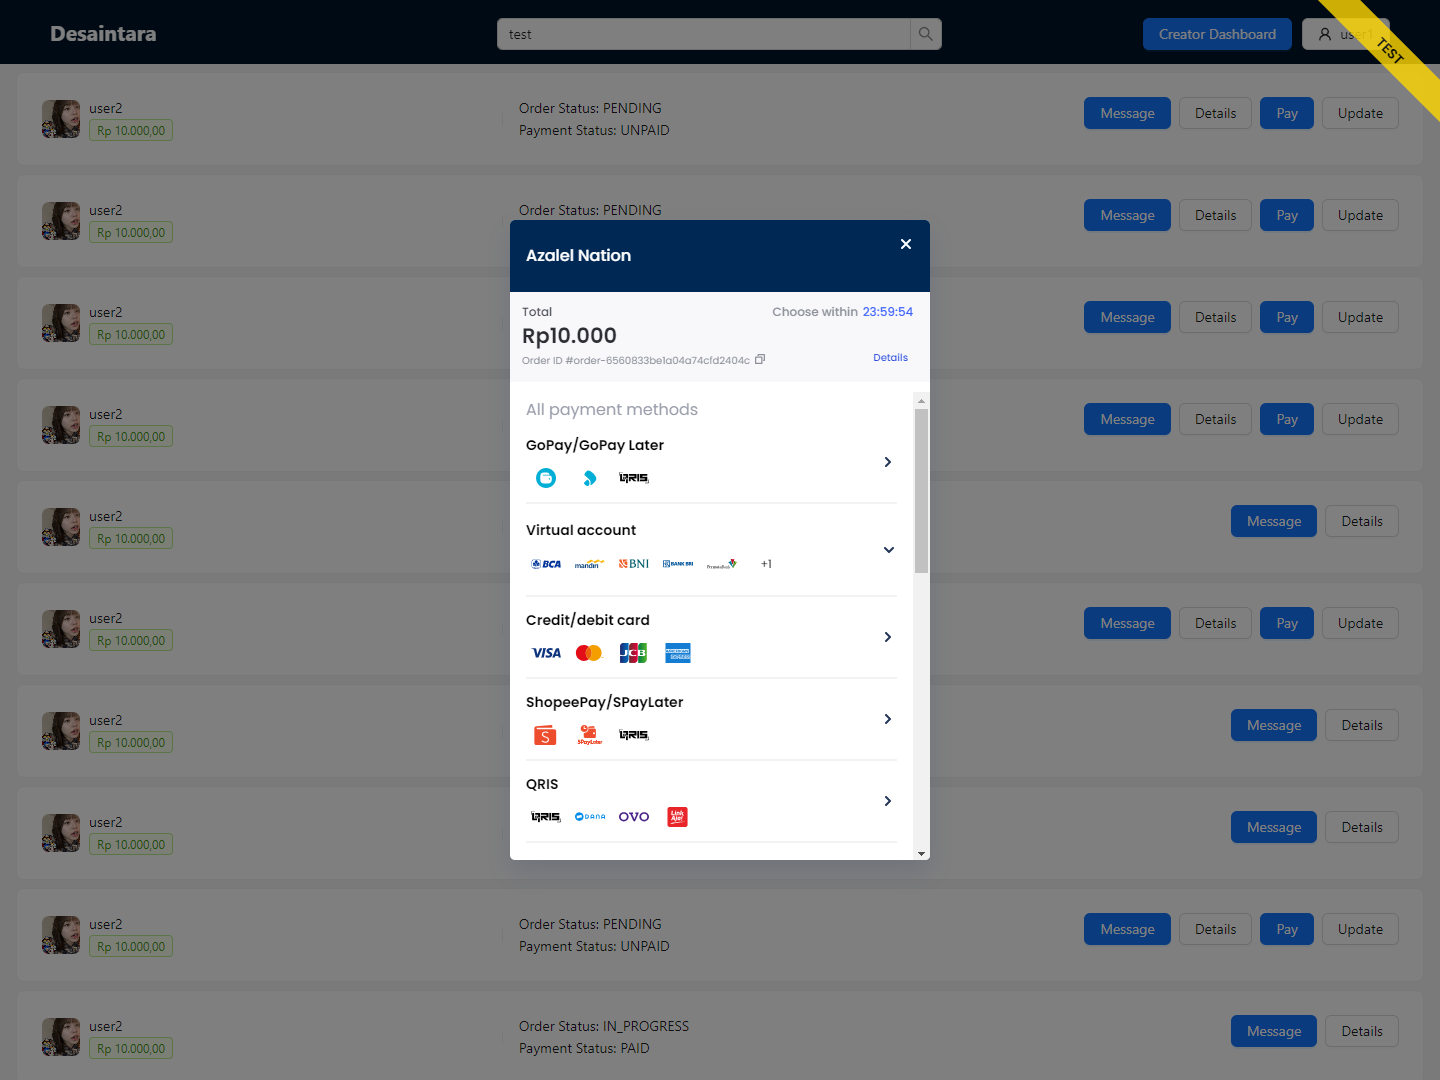 Desaintara
test
Creator Dashboard
TEST
user2
Rp 10.000,00
Order Status: PENDING
Payment Status: UNPAID
Message
Details
Pay
Update
user2
Rp 10.000,00
Order Status: PENDING
Message
Details
Pay
Update
user2
Rp 10.000,00
Message
Details
Pay
Update
user2
Rp 10.000,00
Message
Details
Pay
Update
user2
Rp 10.000,00
Message
Details
user2
Rp 10.000,00
Message
Details
Pay
Update
user2
Rp 10.000,00
Message
Details
user2
Rp 10.000,00
Message
Details
user2
Rp 10.000,00
Order Status: PENDING
Payment Status: UNPAID
Message
Details
Pay
Update
user2
Rp 10.000,00
Order Status: IN_PROGRESS
Payment Status: PAID
Message
Details
Azalel Nation
Total
Choose within 23:59:54
Rp10.000
Order ID #order-6560833be1a04a74cfd2404c
Details
All payment methods
GoPay/GoPay Later
QRIS
Virtual account
BCA mandiri BNI BANK BRI PermataBank +1
Credit/debit card
VISA JCB
ShopeePay/SPayLater
S SPayLater QRIS
QRIS
QRIS DANA OVO LinkAja!